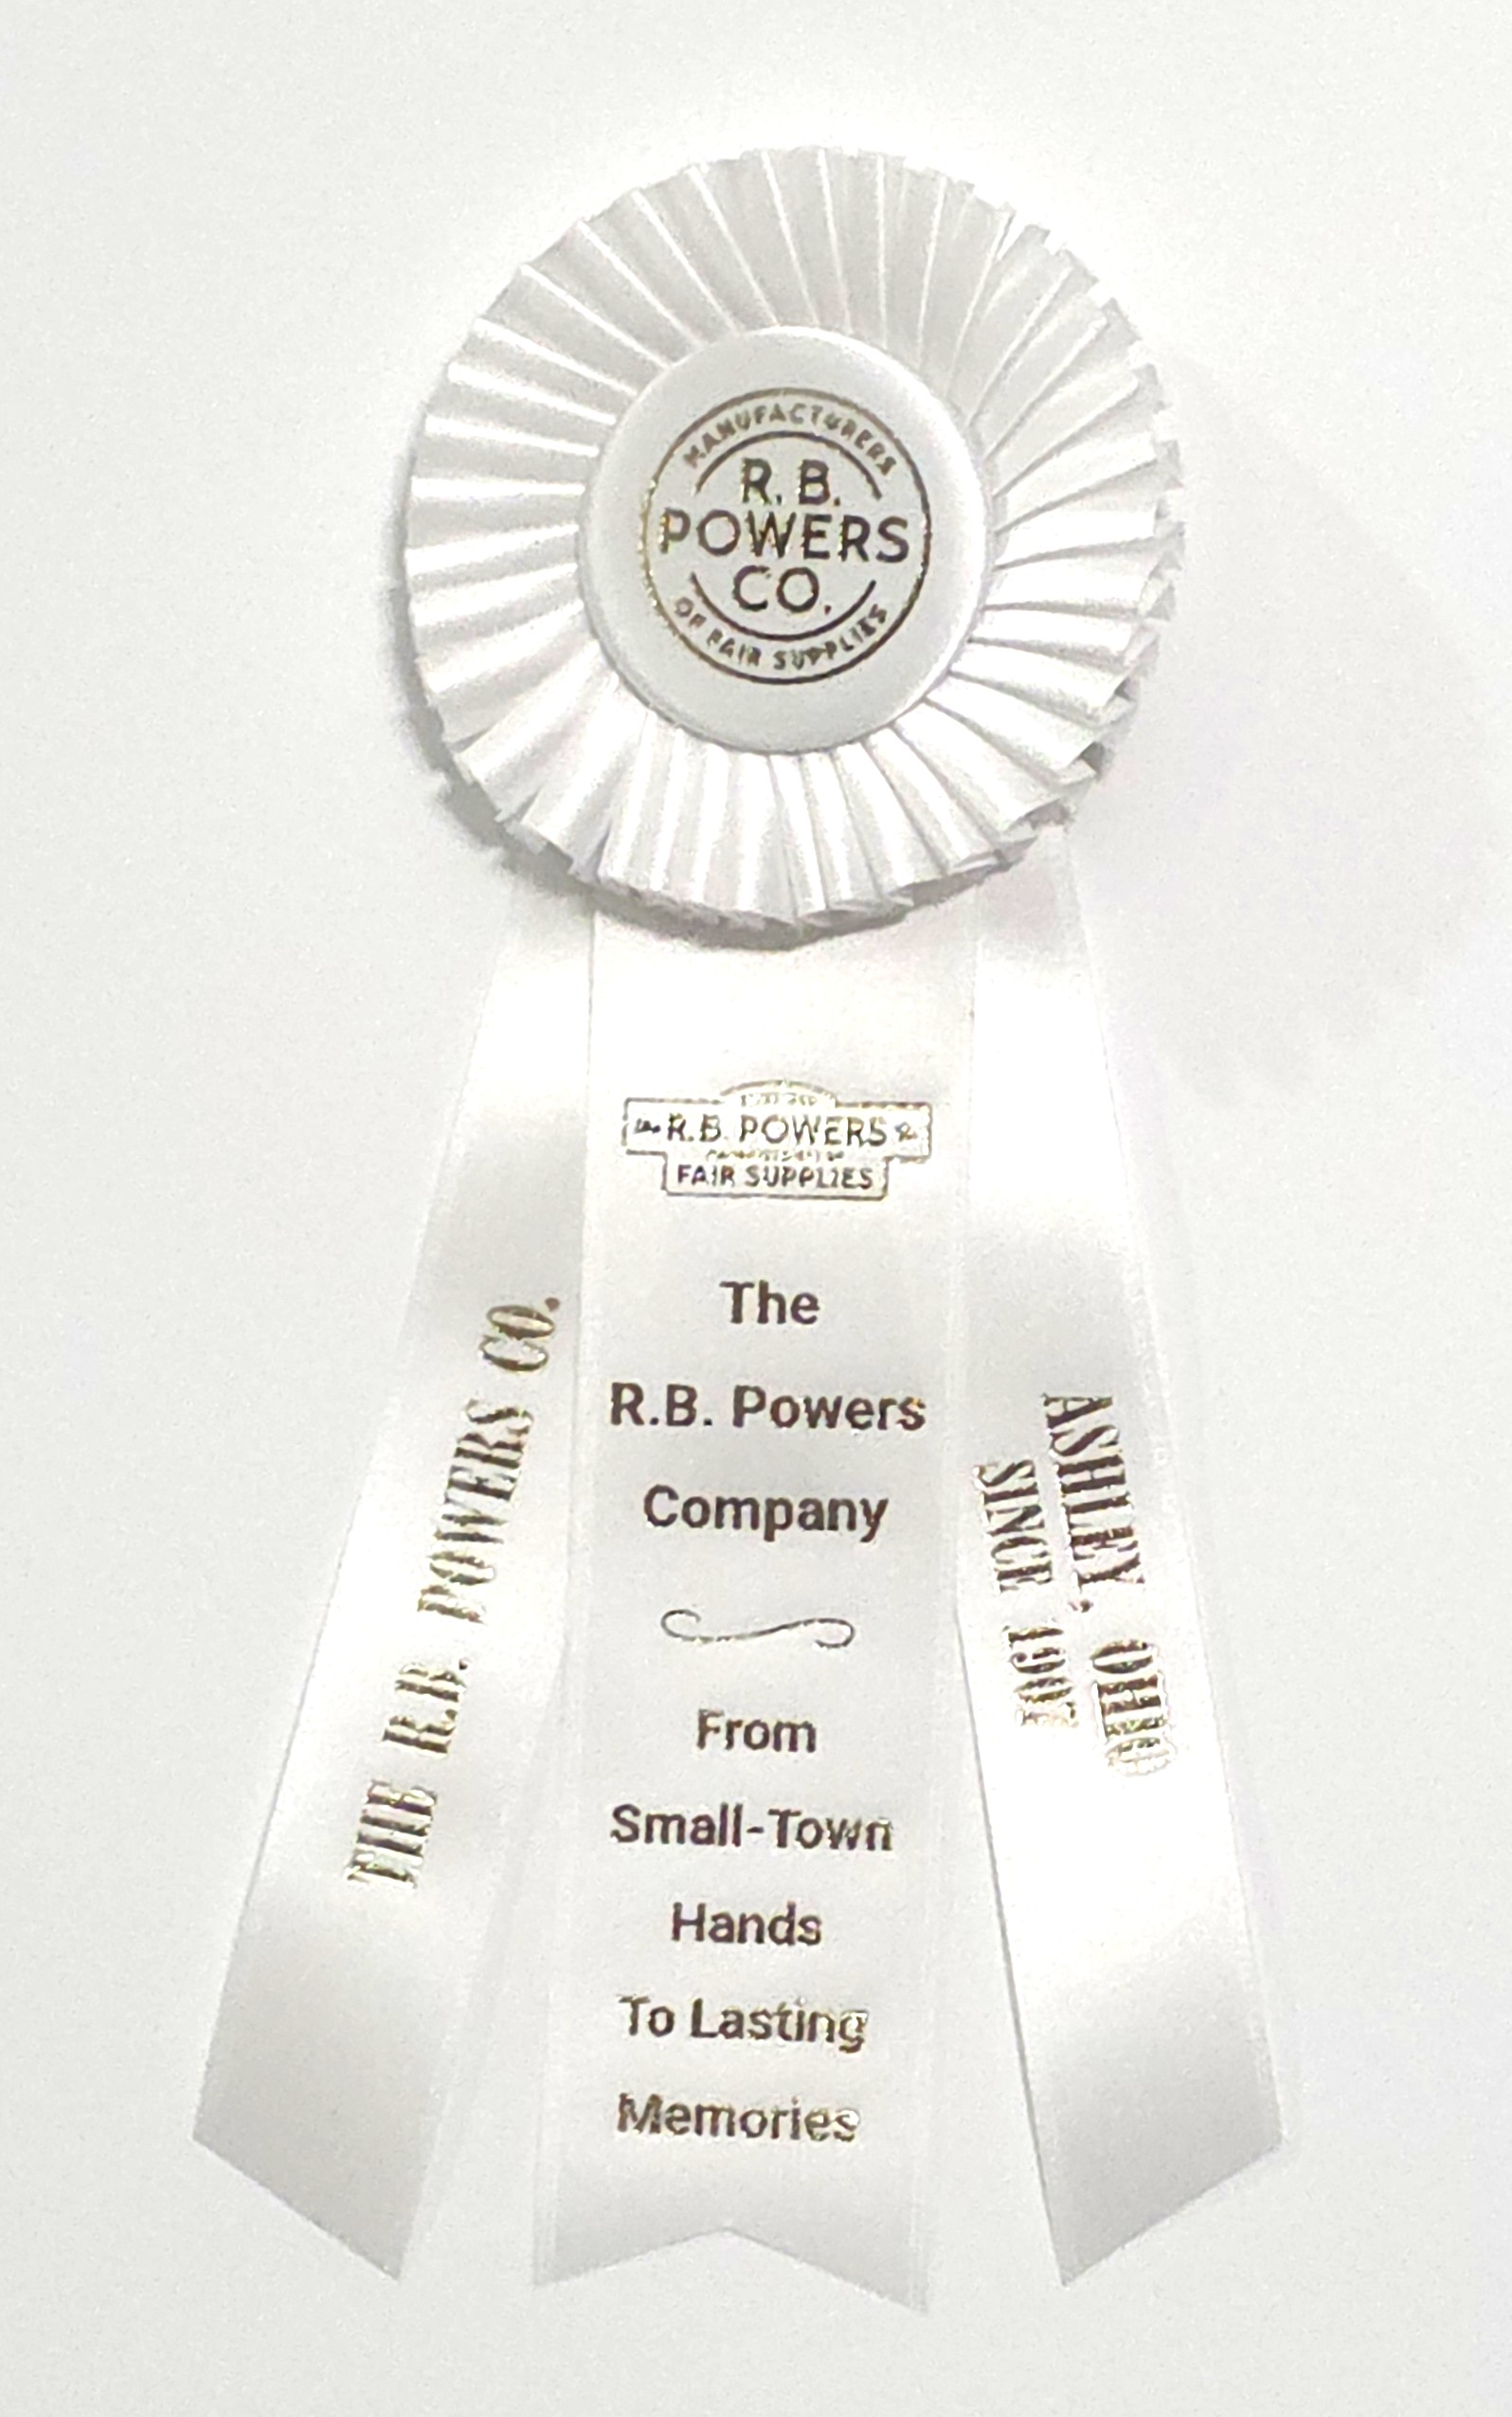 MANUFACTURERS
R. B.
POWERS
CO.
OF FAIR SUPPLIES
R.B. POWERS
FAIR SUPPLIES
The
R.B. Powers
Company
From
Small-Town
Hands
To Lasting
Memories
THE R.B. POWERS CO.
ASHLEY, OHIO
SINCE 1907